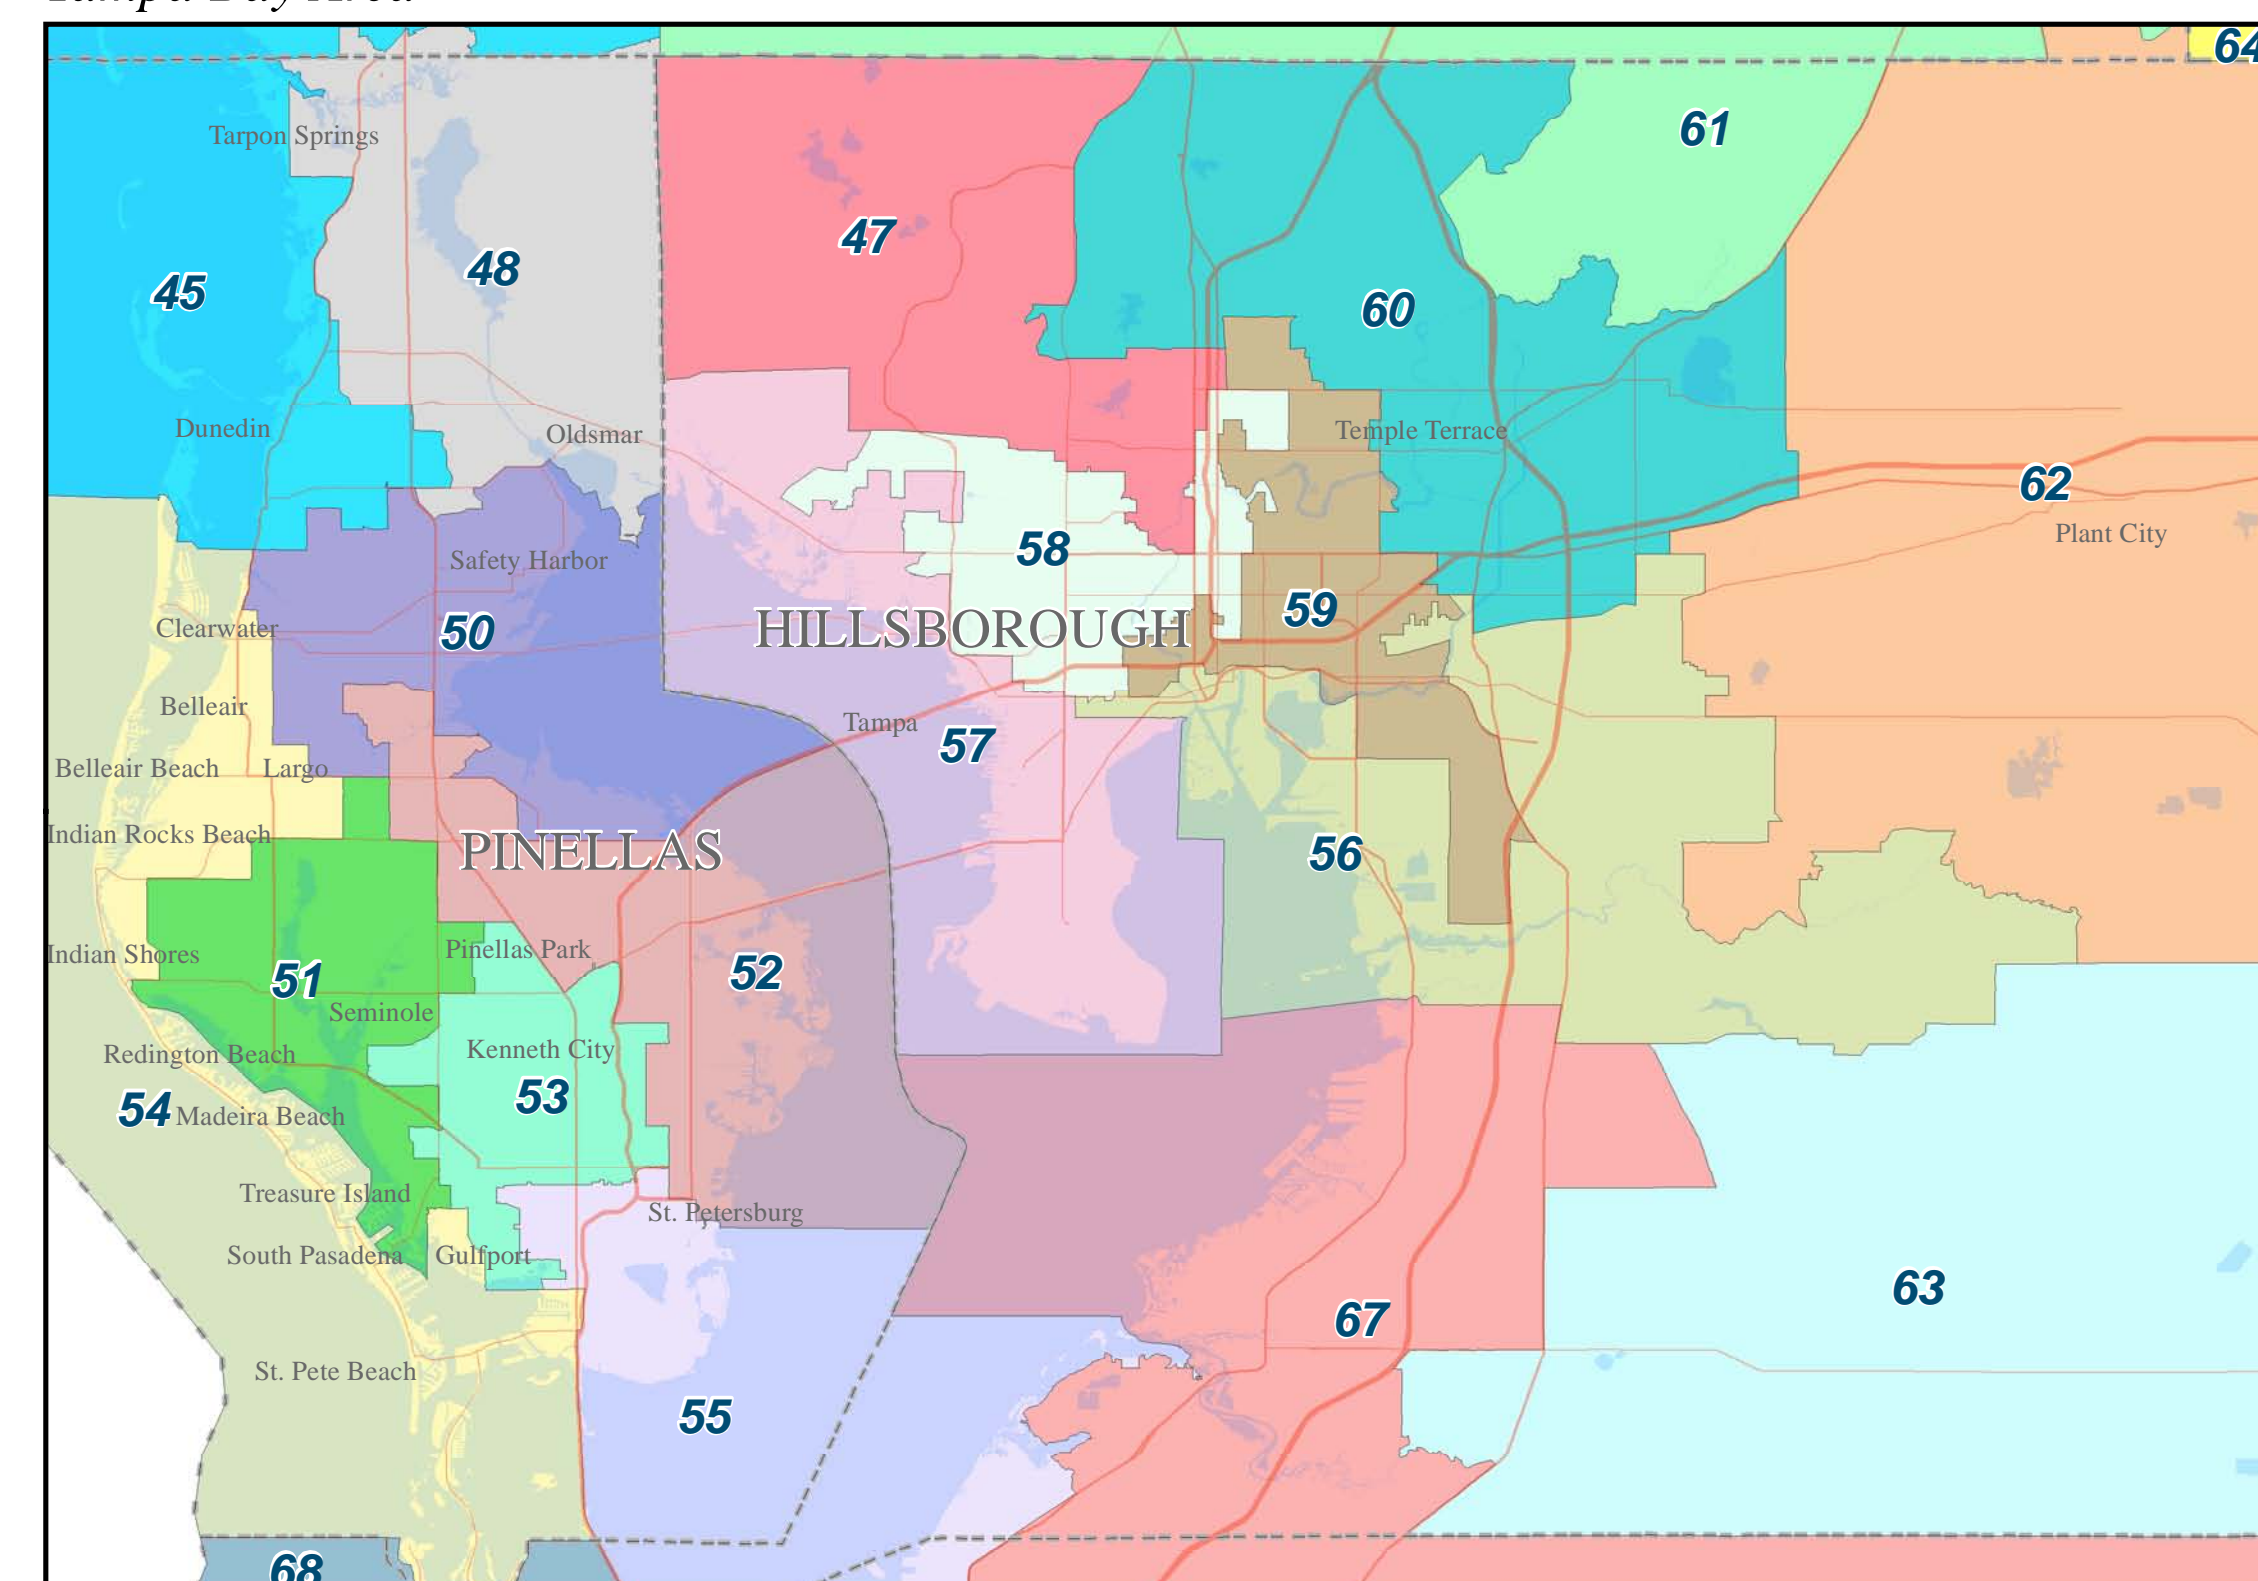 Tampa Bay Area
64
61
Tarpon Springs
47
48
45
60
Dunedin
Oldsmar
Temple Terrace
62
Plant City
58
Safety Harbor
59
Clearwater
50
HILLSBOROUGH
Belleair
Tampa
57
Belleair Beach
Largo
Indian Rocks Beach
PINELLAS
56
Indian Shores
Pinellas Park
52
51
Seminole
Redington Beach
Kenneth City
53
54
Madeira Beach
Treasure Island
St. Petersburg
South Pasadena
Gulfport
63
67
St. Pete Beach
55
68